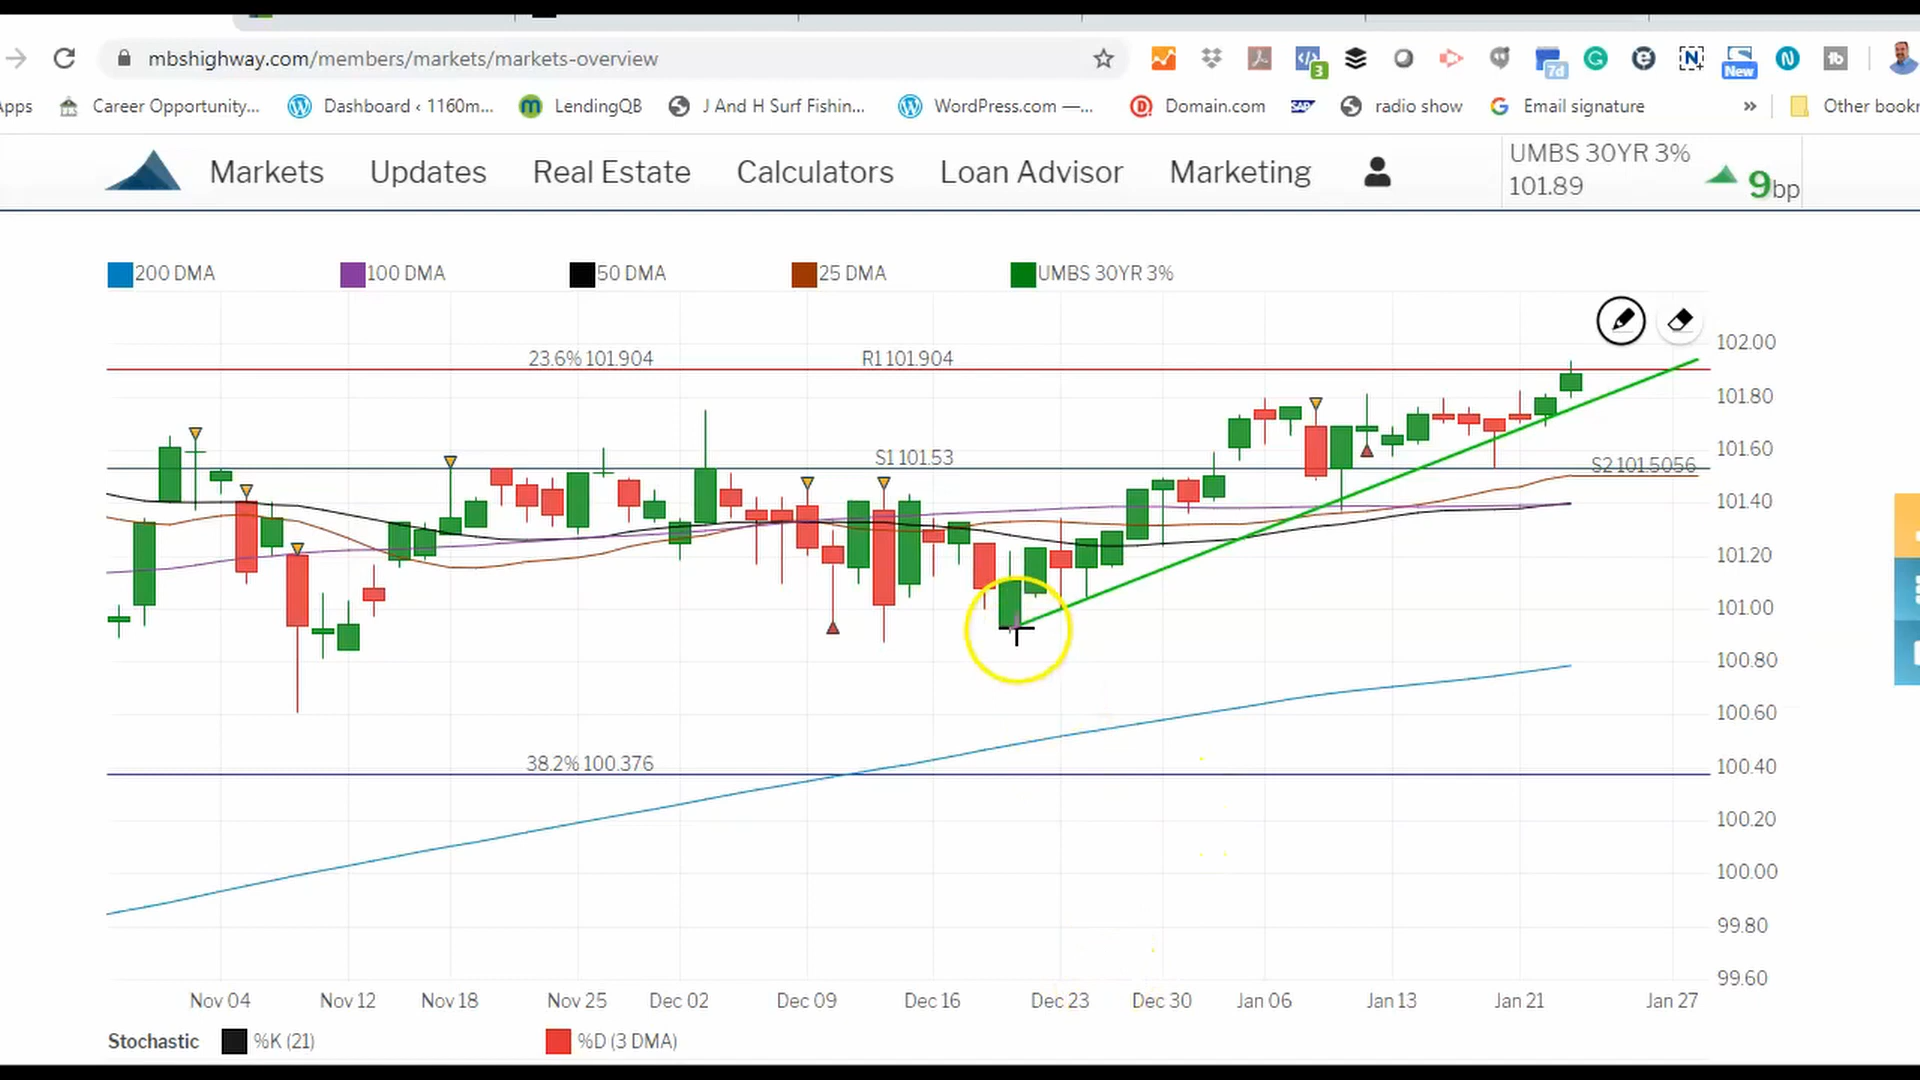 mbshighway.com/members/markets/markets-overview
3
7d
New
Apps
Career Opportunity...
Dashboard ‹ 1160m...
LendingQB
J And H Surf Fishin...
WordPress.com —...
Domain.com
SAP
radio show
Email signature
»
Other bookr
Markets
Updates
Real Estate
Calculators
Loan Advisor
Marketing
UMBS 30YR 3%
101.89
9bp
200 DMA
100 DMA
50 DMA
25 DMA
UMBS 30YR 3%
23.6% 101.904
R1 101.904
S1 101.53
S2 101.5056
38.2% 100.376
102.00
101.80
101.60
101.40
101.20
101.00
100.80
100.60
100.40
100.20
100.00
99.80
99.60
Nov 04
Nov 12
Nov 18
Nov 25
Dec 02
Dec 09
Dec 16
Dec 23
Dec 30
Jan 06
Jan 13
Jan 21
Jan 27
Stochastic
%K (21)
%D (3 DMA)